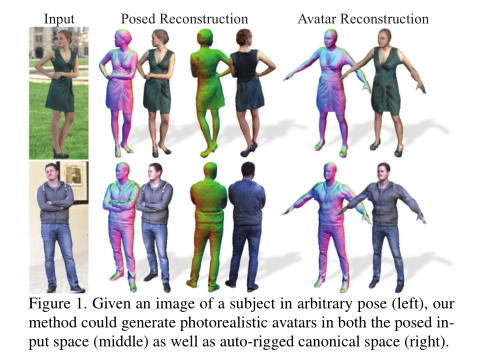 Input
Posed Reconstruction
Avatar Reconstruction
Figure 1. Given an image of a subject in arbitrary pose (left), our
method could generate photorealistic avatars in both the posed in-
put space (middle) as well as auto-rigged canonical space (right).